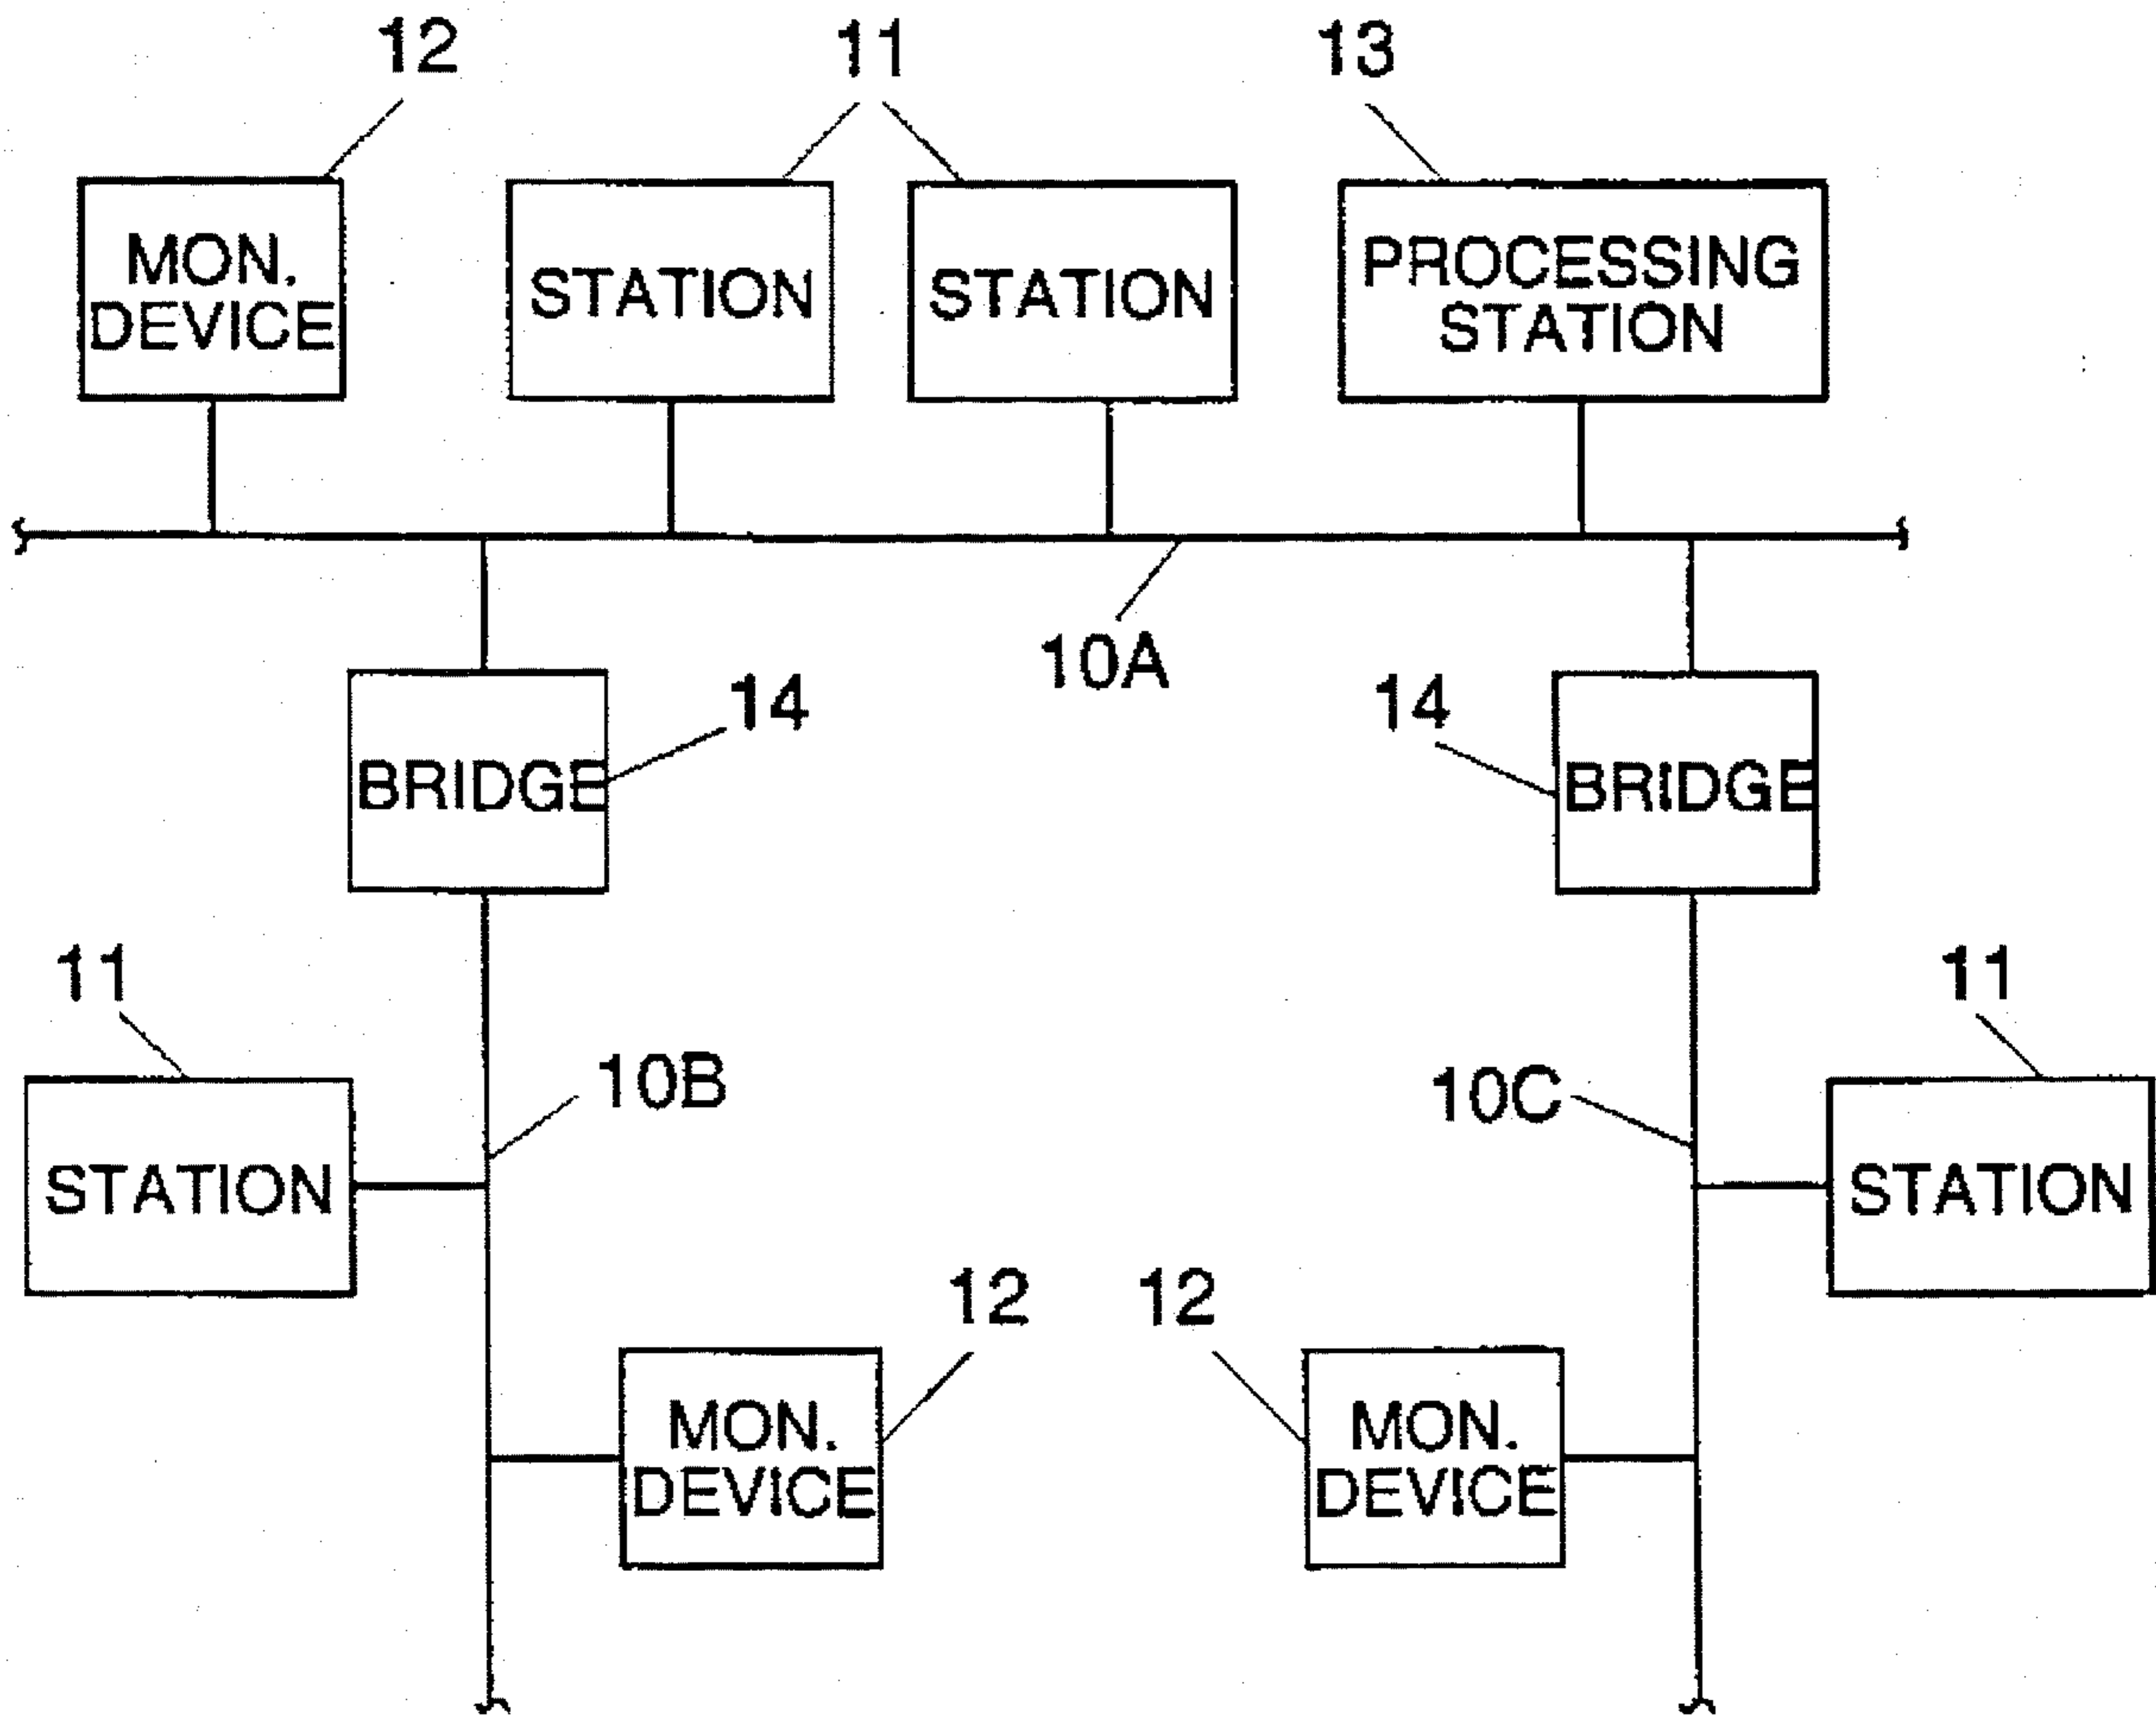 12
11
13
MON.
DEVICE
STATION
STATION
PROCESSING
STATION
10A
14
14
BRIDGE
BRIDGE
11
11
10B
10C
STATION
STATION
12
12
MON.
DEVICE
MON.
DEVICE